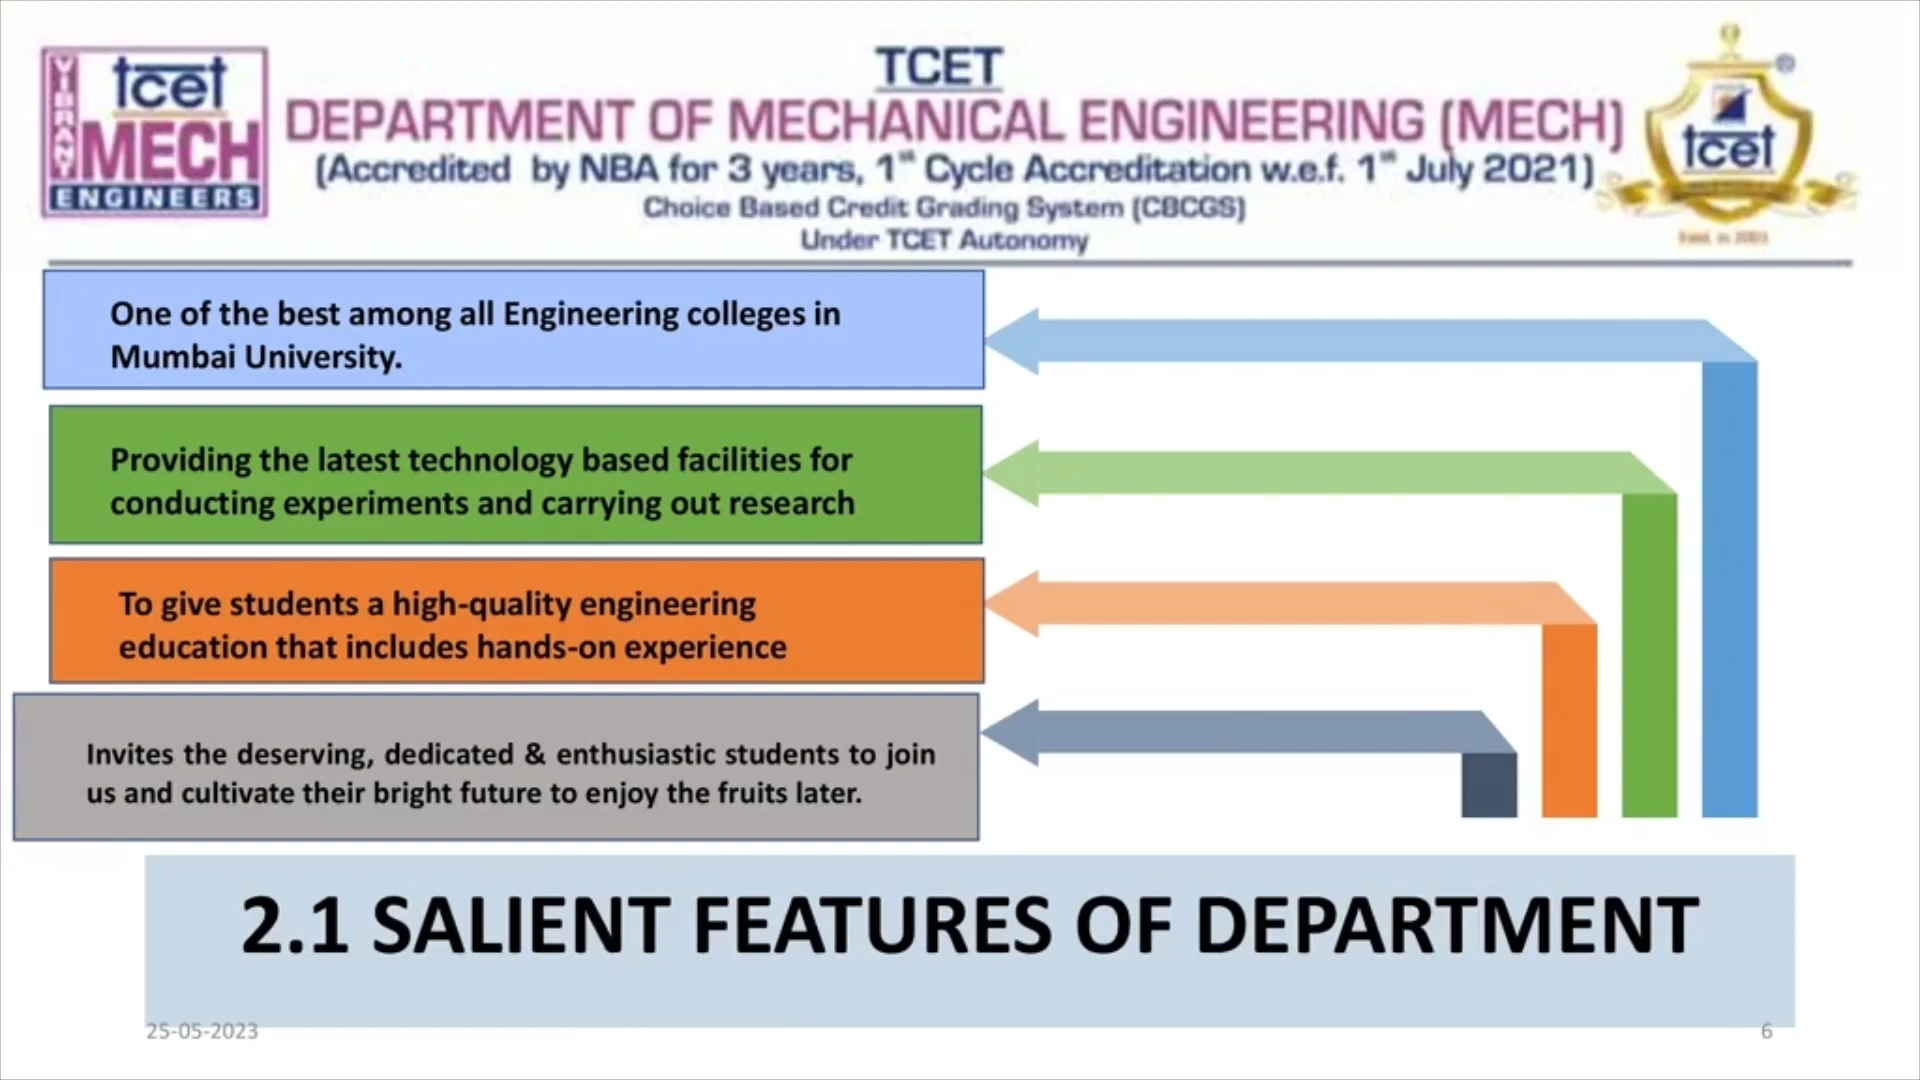 VIBRANT
tcet
MECH
ENGINEERS
TCET
DEPARTMENT OF MECHANICAL ENGINEERING (MECH)
(Accredited by NBA for 3 years, 1st Cycle Accreditation w.e.f. 1st July 2021)
Choice Based Credit Grading System (CBCGS)
Under TCET Autonomy
®
tcet
Estd. in 2001
One of the best among all Engineering colleges in
Mumbai University.
Providing the latest technology based facilities for
conducting experiments and carrying out research
To give students a high-quality engineering
education that includes hands-on experience
Invites the deserving, dedicated & enthusiastic students to join
us and cultivate their bright future to enjoy the fruits later.
2.1 SALIENT FEATURES OF DEPARTMENT
25-05-2023
6